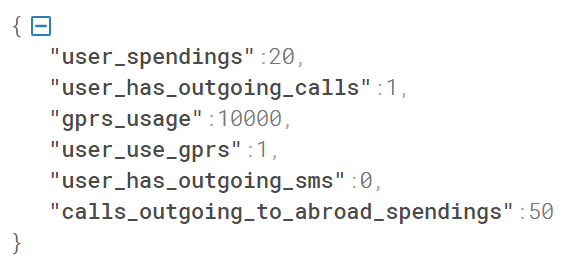 {
"user_spendings":20,
"user_has_outgoing_calls":1,
"gprs_usage":10000,
"user_use_gprs":1,
"user_has_outgoing_sms":0,
"calls_outgoing_to_abroad_spendings":50
}